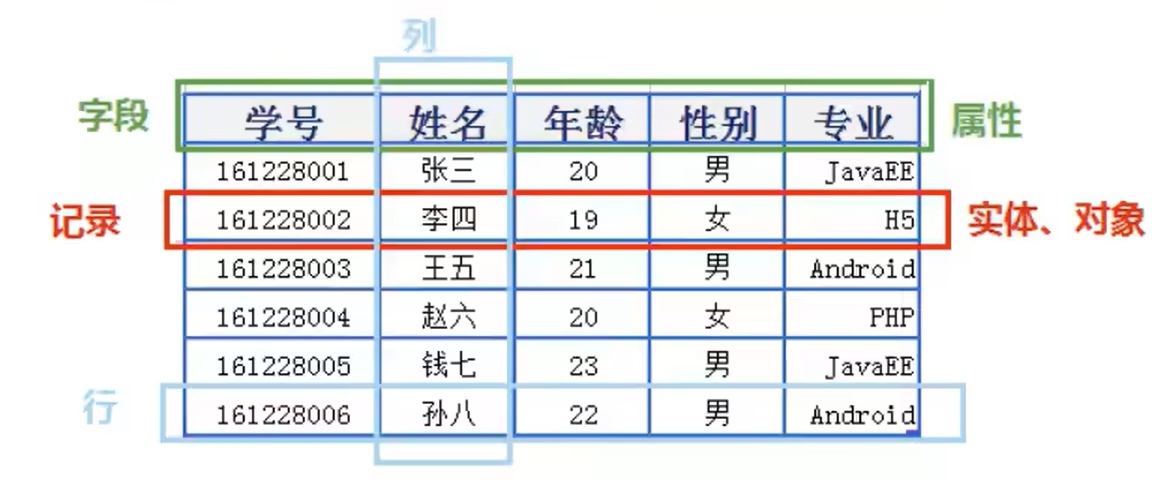 列
字段 学号 姓名 年龄 性别 专业 属性
161228001 张三 20 男 JavaEE
记录 161228002 李四 19 女 H5 实体、对象
161228003 王五 21 男 Android
161228004 赵六 20 女 PHP
161228005 钱七 23 男 JavaEE
行 161228006 孙八 22 男 Android